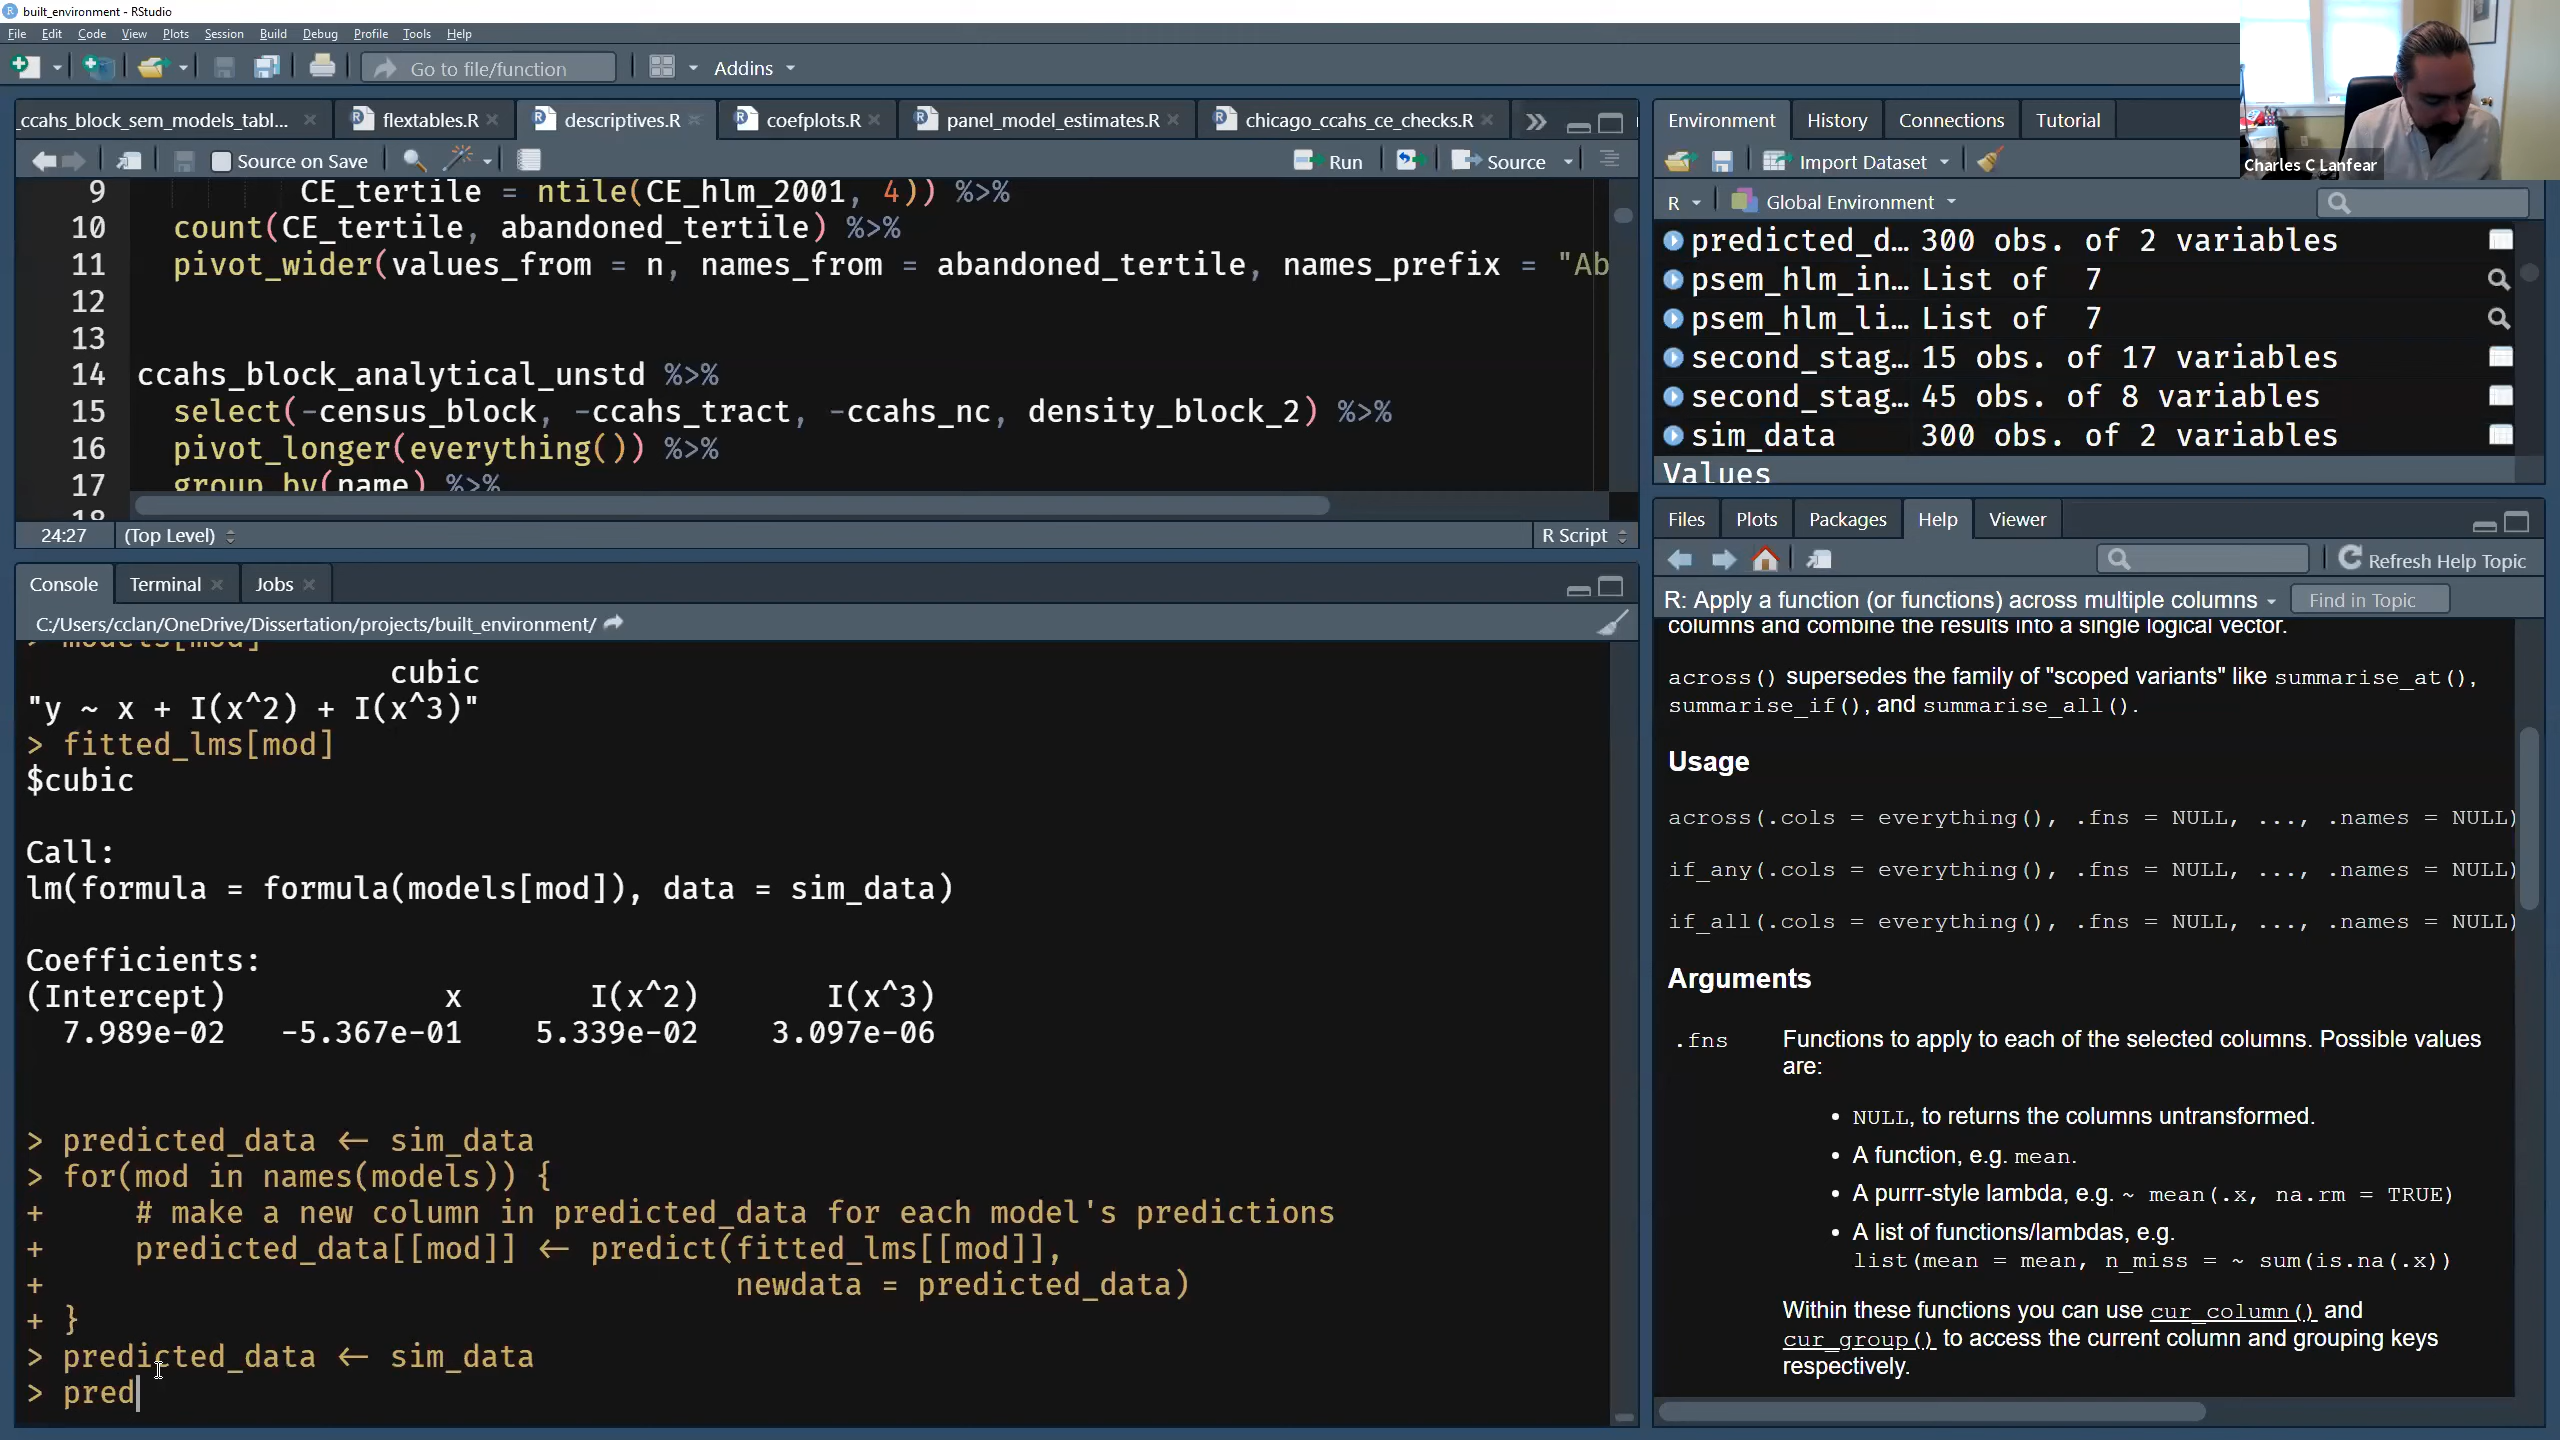 built_environment - RStudio
File Edit Code View Plots Session Build Debug Profile Tools Help
Go to file/function Addins
_ccahs_block_sem_models_tabl... flextables.R descriptives.R coefplots.R panel_model_estimates.R chicago_ccahs_ce_checks.R
Source on Save Run Source
9 CE_tertile = ntile(CE_hlm_2001, 4)) %>%
10 count(CE_tertile, abandoned_tertile) %>%
11 pivot_wider(values_from = n, names_from = abandoned_tertile, names_prefix = "Ab
12
13
14 ccahs_block_analytical_unstd %>%
15 select(-census_block, -ccahs_tract, -ccahs_nc, density_block_2) %>%
16 pivot_longer(everything()) %>%
17 group_by(name) %>%
18
24:27 (Top Level) R Script
Console Terminal Jobs
C:/Users/cclan/OneDrive/Dissertation/projects/built_environment/
> models[mod]
cubic
"y ~ x + I(x^2) + I(x^3)"
> fitted_lms[mod]
$cubic
Call:
lm(formula = formula(models[mod]), data = sim_data)
Coefficients:
(Intercept) x I(x^2) I(x^3)
7.989e-02 -5.367e-01 5.339e-02 3.097e-06
> predicted_data <- sim_data
> for(mod in names(models)) {
+ # make a new column in predicted_data for each model's predictions
+ predicted_data[[mod]] <- predict(fitted_lms[[mod]],
+ newdata = predicted_data)
+ }
> predicted_data <- sim_data
> pred
Charles C Lanfear
Environment History Connections Tutorial
Import Dataset
R Global Environment
predicted_d... 300 obs. of 2 variables
psem_hlm_in... List of 7
psem_hlm_li... List of 7
second_stag... 15 obs. of 17 variables
second_stag... 45 obs. of 8 variables
sim_data 300 obs. of 2 variables
Values
Files Plots Packages Help Viewer
Refresh Help Topic
R: Apply a function (or functions) across multiple columns Find in Topic
columns and combine the results into a single logical vector.
across() supersedes the family of "scoped variants" like summarise_at(),
summarise_if(), and summarise_all().
Usage
across(.cols = everything(), .fns = NULL, ..., .names = NULL)
if_any(.cols = everything(), .fns = NULL, ..., .names = NULL)
if_all(.cols = everything(), .fns = NULL, ..., .names = NULL)
Arguments
.fns Functions to apply to each of the selected columns. Possible values
are:
• NULL, to returns the columns untransformed.
• A function, e.g. mean.
• A purrr-style lambda, e.g. ~ mean(.x, na.rm = TRUE)
• A list of functions/lambdas, e.g.
list(mean = mean, n_miss = ~ sum(is.na(.x))
Within these functions you can use cur_column() and
cur_group() to access the current column and grouping keys
respectively.